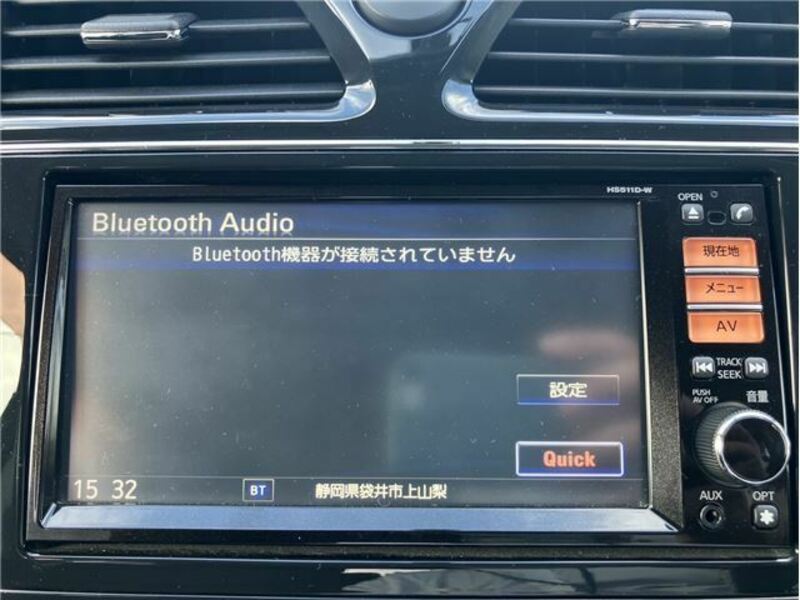 HS511D-W
OPEN
Bluetooth Audio
Bluetooth機器が接続されていません
現在地
メニュー
AV
TRACK
SEEK
設定
PUSH
AV OFF
音量
Quick
15 32
BT
静岡県袋井市上山梨
AUX
OPT